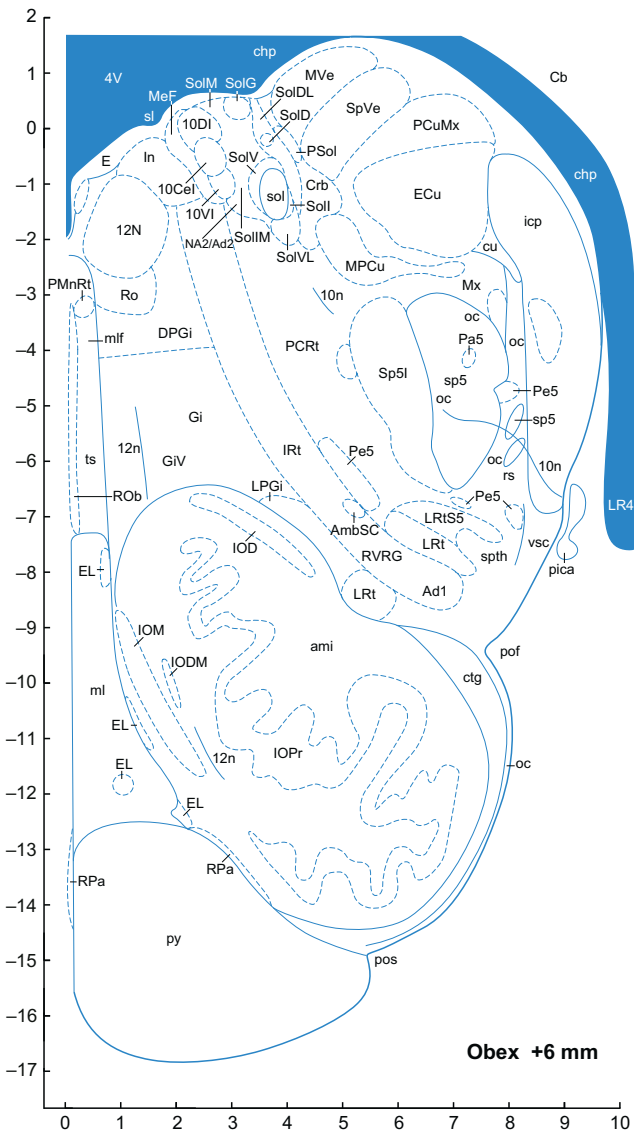 2
chp
4V
SolM SolG
MVe
Cb
1
MeF
SolDL
SpVe
sl
10DI
SolD
PCuMx
0
E
In
SolV
PSol
chp
10CeI
Crb
ECu
–1
10VI
sol
SolI
icp
12N
NA2/Ad2
SolIM
cu
–2
SolVL
MPCu
PMnRt
10n
Mx
–3
Ro
oc
mlf
DPGi
PCRt
Pa5
oc
–4
Sp5I
sp5
oc
Pe5
–5
Gi
sp5
12n
IRt
Pe5
oc
–6
ts
GiV
rs
10n
ROb
LPGi
Pe5
LR4
–7
AmbSC
LRtS5
IOD
RVRG
LRt
spth
vsc
EL
pica
–8
LRt
Ad1
–9
IOM
ami
pof
IODM
ctg
–10
ml
EL
–11
12n
IOPr
oc
EL
–12
EL
–13
RPa
RPa
–14
py
–15
pos
–16
Obex +6 mm
–17
0 1 2 3 4 5 6 7 8 9 10